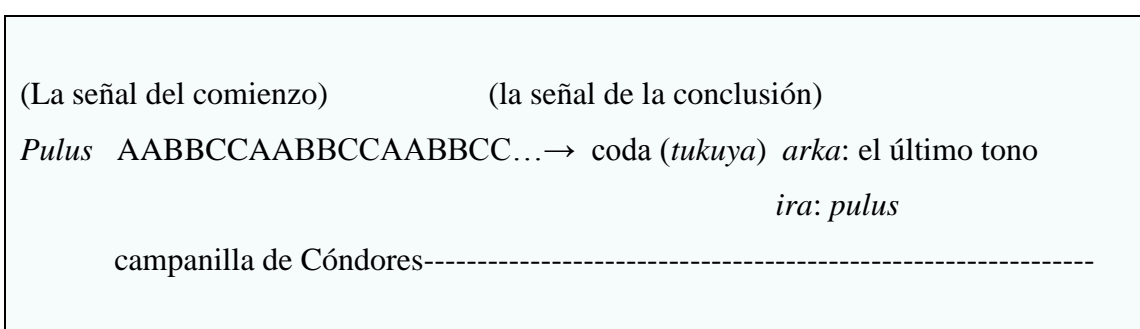 (La señal del comienzo) (la señal de la conclusión)
Pulus AABBCCAABBCCAABBCC…→ coda (tukuya) arka: el último tono
ira: pulus
campanilla de Cóndores---------------------------------------------------------------